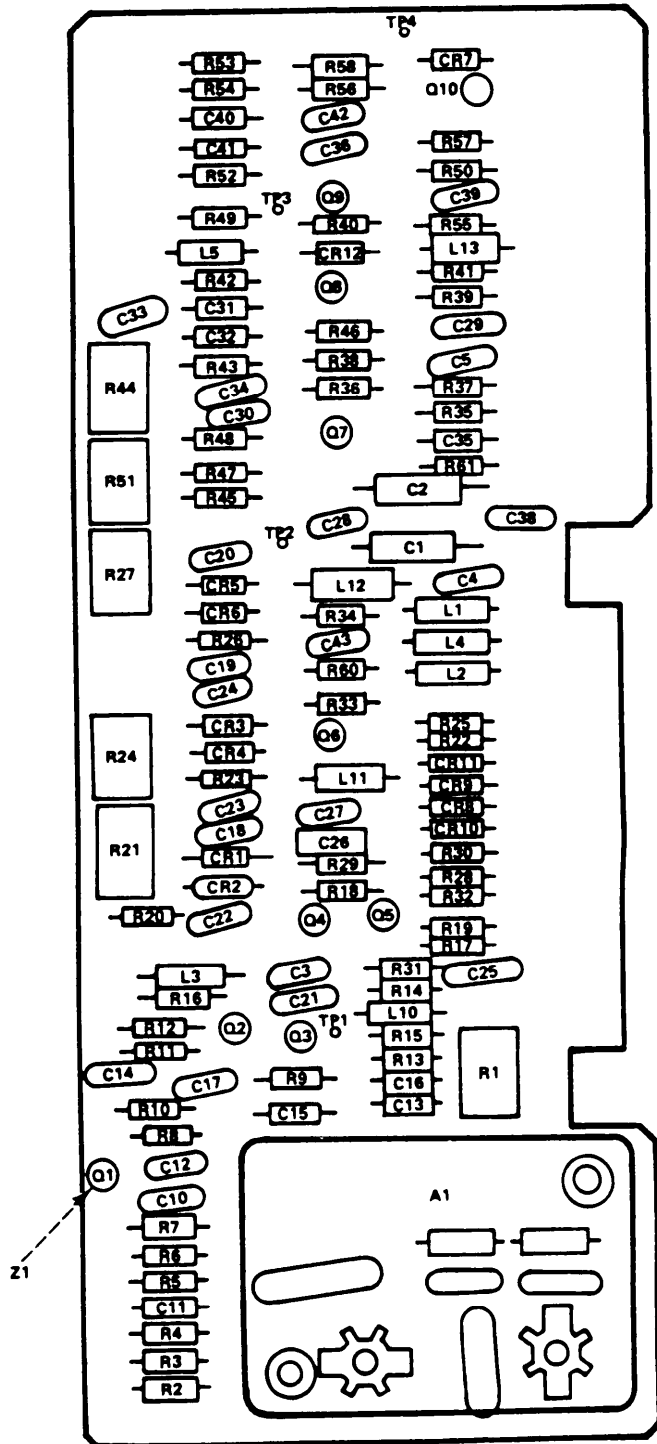 TP4
R53 R58 CR7
R54 R56 Q10
C40 C42
C41 C36 R57
R52 R50
TP3 Q9 C39
R49 R40 R55
L5 CR12 L13
R42 Q8 R41
C31 R39
C33 C32 R46 C29
R44 R43 R38 C5
C34 R36 R37
C30 R35
R48 Q7 C35
R51 R47 R61
R45 C2
C28 C38
TP2 C1
R27 C20
CR5 L12 C4
CR6 R34 L1
R26 C43 L4
C19 R60 L2
C24
R33
R24 CR3 Q6 R25
CR4 R22
R23 L11 CR11
CR9
C23 C27 CR8
R21 C18 C26 CR10
CR1 R29 R30
CR2 R18 R28
R32
R20 C22 Q4 Q5 R19
R17
L3 C3 R31 C25
R16 C21 R14
R12 Q2 Q3 TP1 L10
R11 R15
C14 R13
C17 R9 C16 R1
R10 C15 C13
R8
Q1 C12
C10 A1
R7
Z1 R6
R5
C11
R4
R3
R2